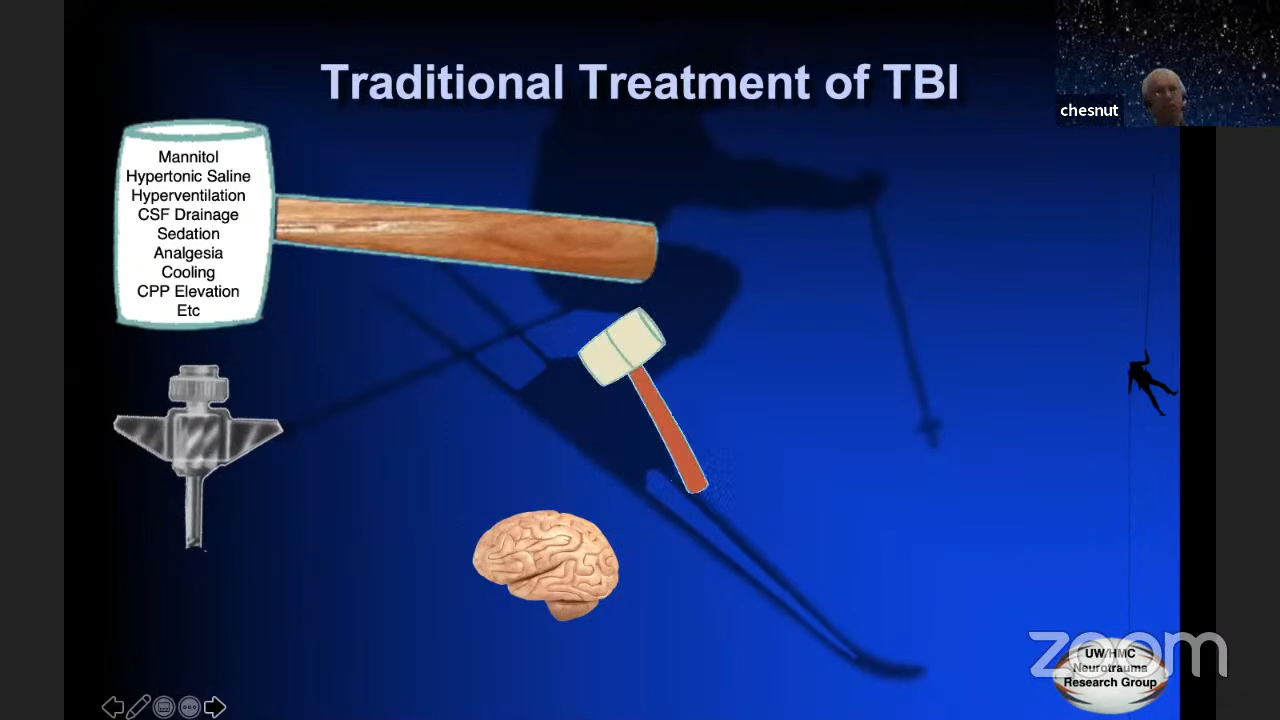 Traditional Treatment of TBI
chesnut
Mannitol
Hypertonic Saline
Hyperventilation
CSF Drainage
Sedation
Analgesia
Cooling
CPP Elevation
Etc
zoom
UW/HMC
Neurotrauma
Research Group